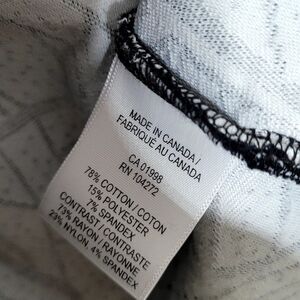 MADE IN CANADA /
FABRIQUÉ AU CANADA
CA 01998
RN 104272
78% COTTON / COTON
15% POLYESTER
7% SPANDEX
CONTRAST / CONTRASTE
73% RAYON / RAYONNE
23% NYLON, 4% SPANDEX